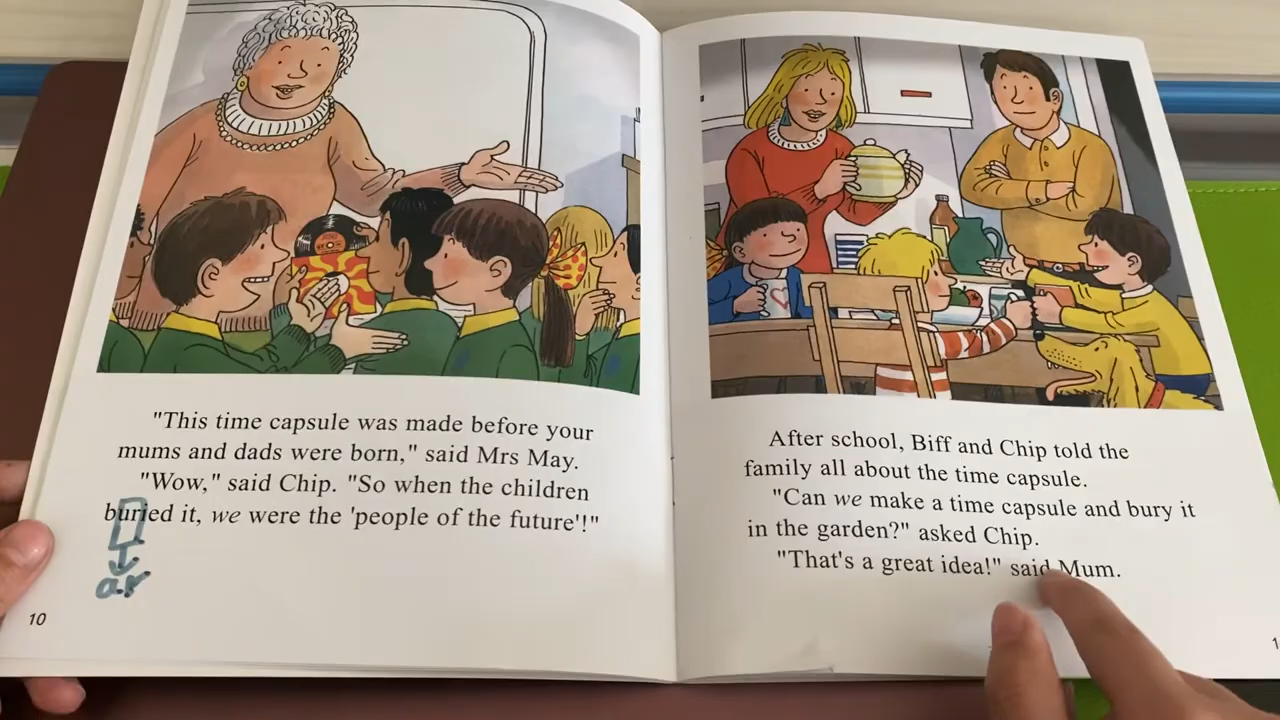 "This time capsule was made before your
mums and dads were born," said Mrs May.
"Wow," said Chip. "So when the children
buried it, we were the 'people of the future'!"
ar
10
After school, Biff and Chip told the
family all about the time capsule.
"Can we make a time capsule and bury it
in the garden?" asked Chip.
"That's a great idea!" said Mum.